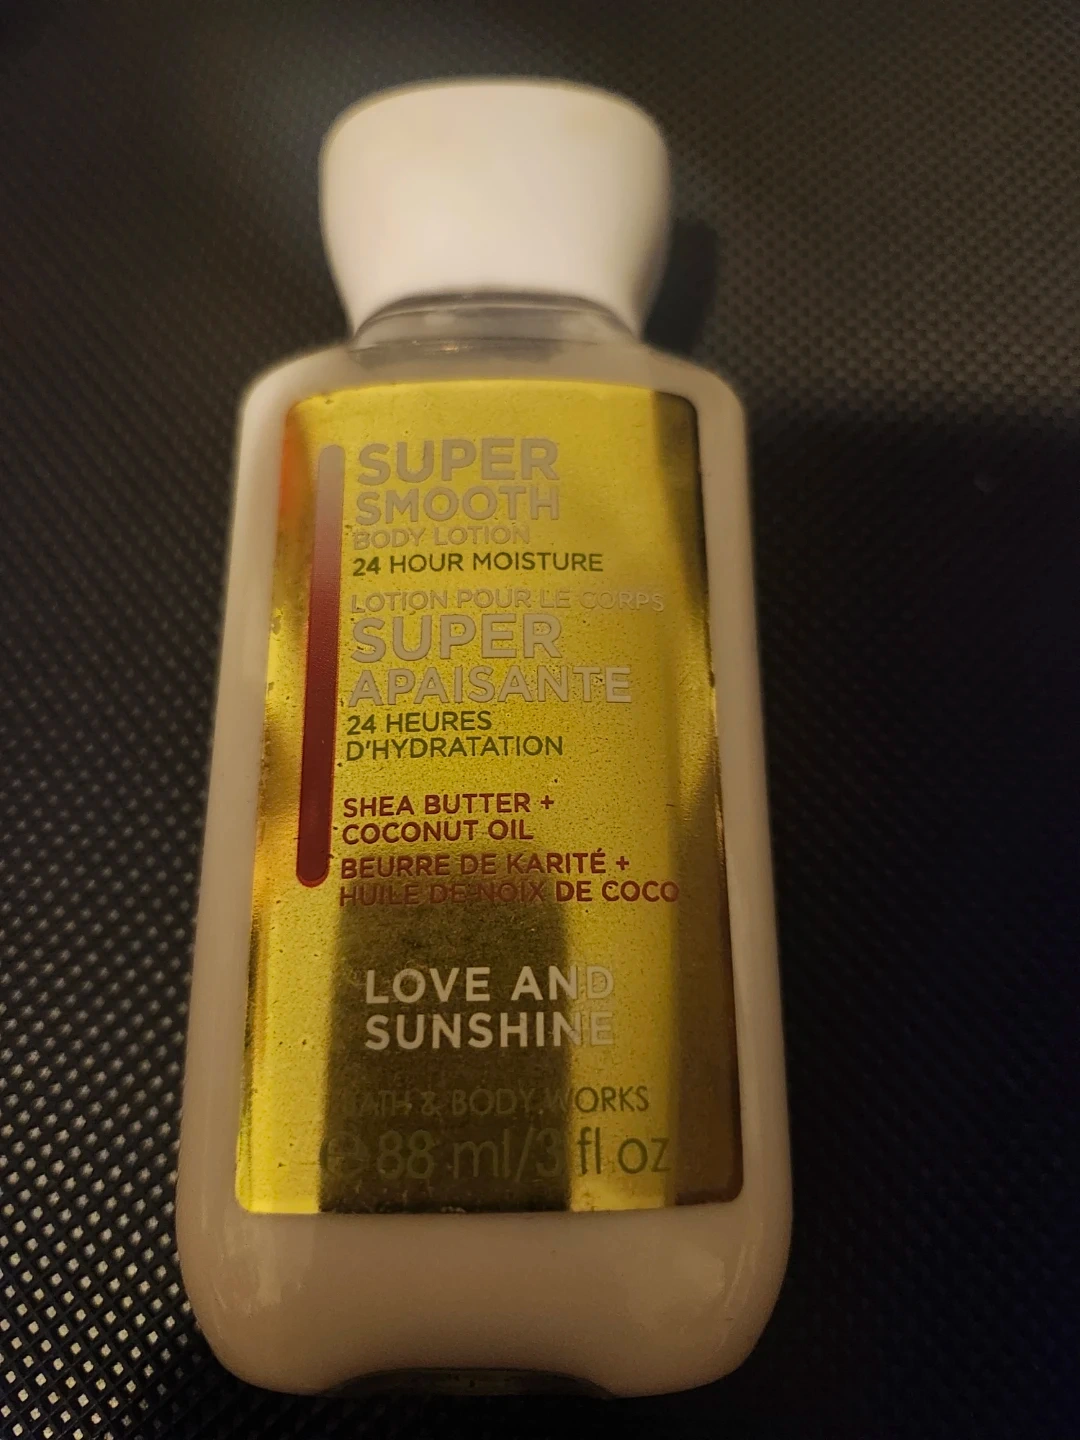 SUPER
SMOOTH
BODY LOTION
24 HOUR MOISTURE
LOTION POUR LE CORPS
SUPER
APAISANTE
24 HEURES
D'HYDRATATION
SHEA BUTTER +
COCONUT OIL
BEURRE DE KARITÉ +
HUILE DE NOIX DE COCO
LOVE AND
SUNSHINE
BATH & BODY WORKS
℮ 88 ml/3 fl oz